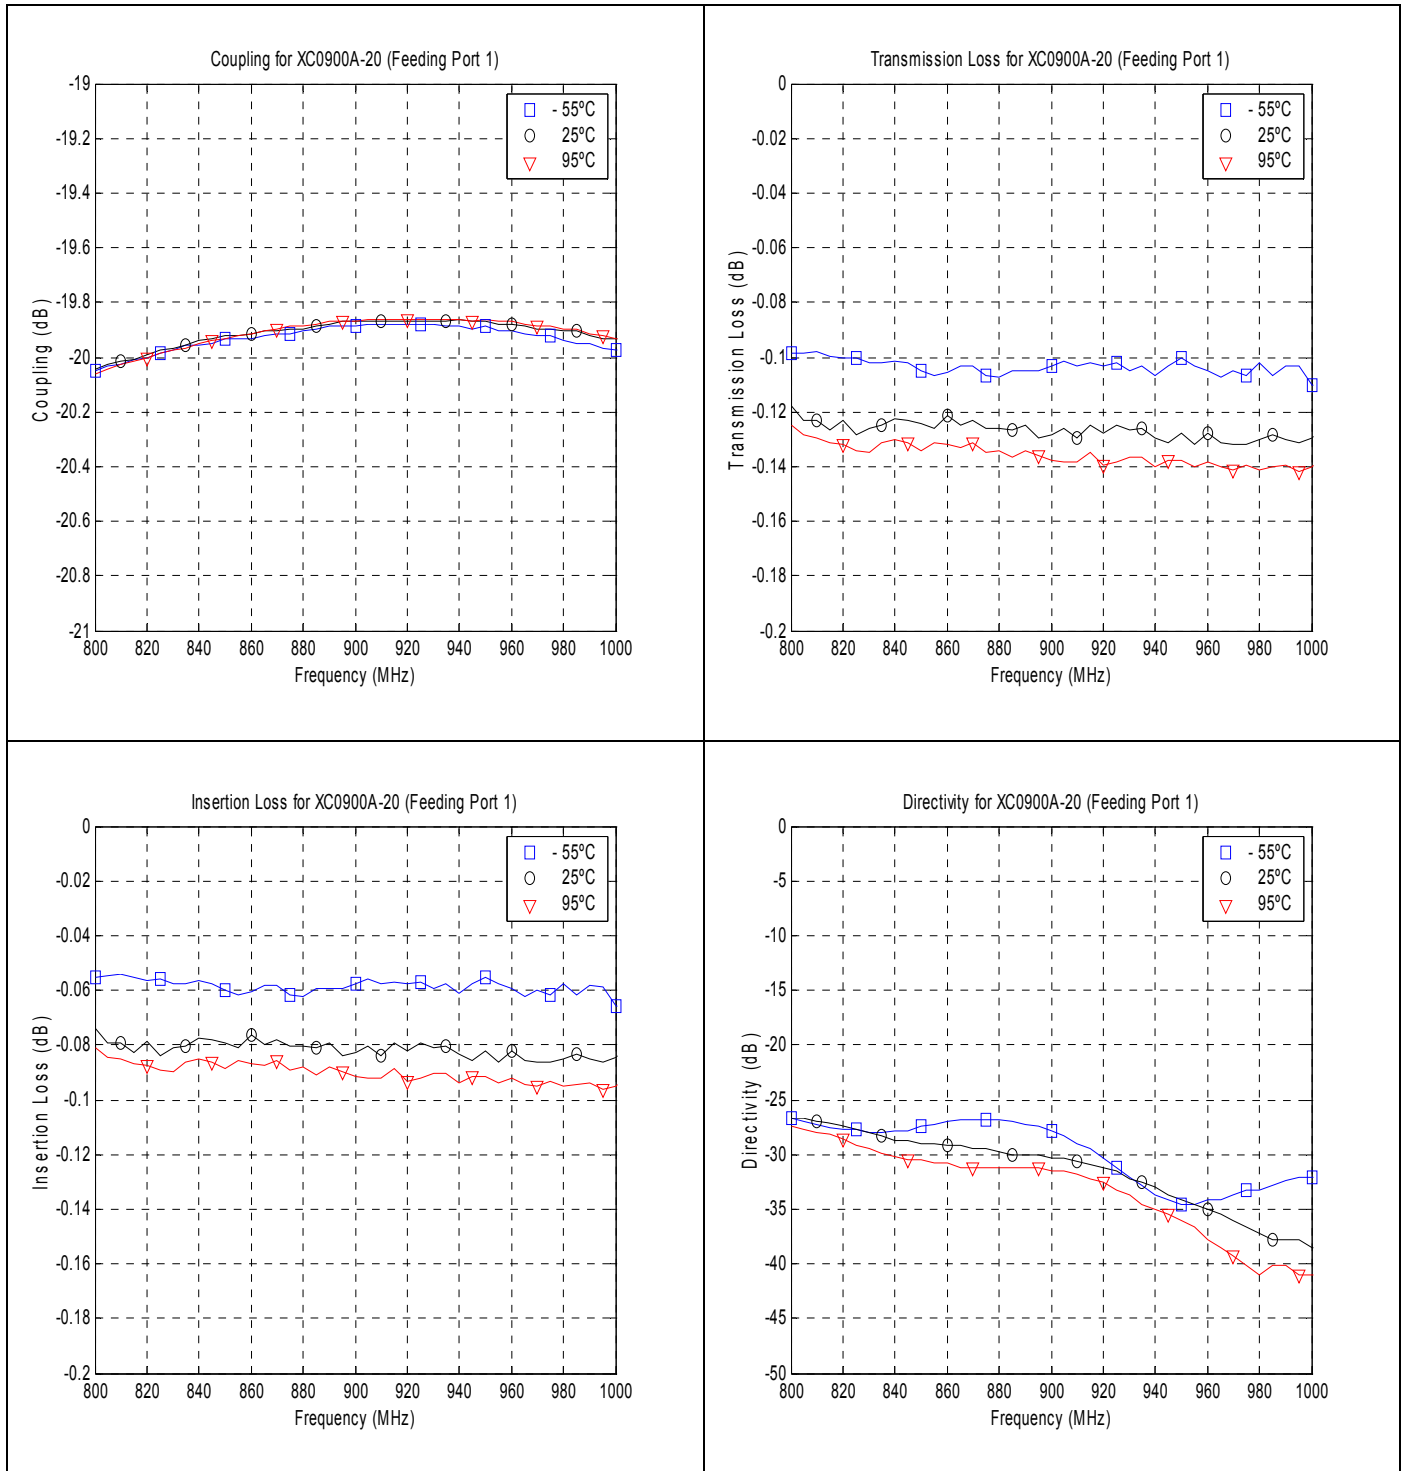 Coupling for XC0900A-20 (Feeding Port 1)
-19
-19.2
-19.4
-19.6
-19.8
-20
-20.2
-20.4
-20.6
-20.8
-21
Coupling (dB)
- 55ºC
25ºC
95ºC
800 820 840 860 880 900 920 940 960 980 1000
Frequency (MHz)
Transmission Loss for XC0900A-20 (Feeding Port 1)
0
-0.02
-0.04
-0.06
-0.08
-0.1
-0.12
-0.14
-0.16
-0.18
-0.2
Transmission Loss (dB)
- 55ºC
25ºC
95ºC
800 820 840 860 880 900 920 940 960 980 1000
Frequency (MHz)
Insertion Loss for XC0900A-20 (Feeding Port 1)
0
-0.02
-0.04
-0.06
-0.08
-0.1
-0.12
-0.14
-0.16
-0.18
-0.2
Insertion Loss (dB)
- 55ºC
25ºC
95ºC
800 820 840 860 880 900 920 940 960 980 1000
Frequency (MHz)
Directivity for XC0900A-20 (Feeding Port 1)
0
-5
-10
-15
-20
-25
-30
-35
-40
-45
-50
Directivity (dB)
- 55ºC
25ºC
95ºC
800 820 840 860 880 900 920 940 960 980 1000
Frequency (MHz)